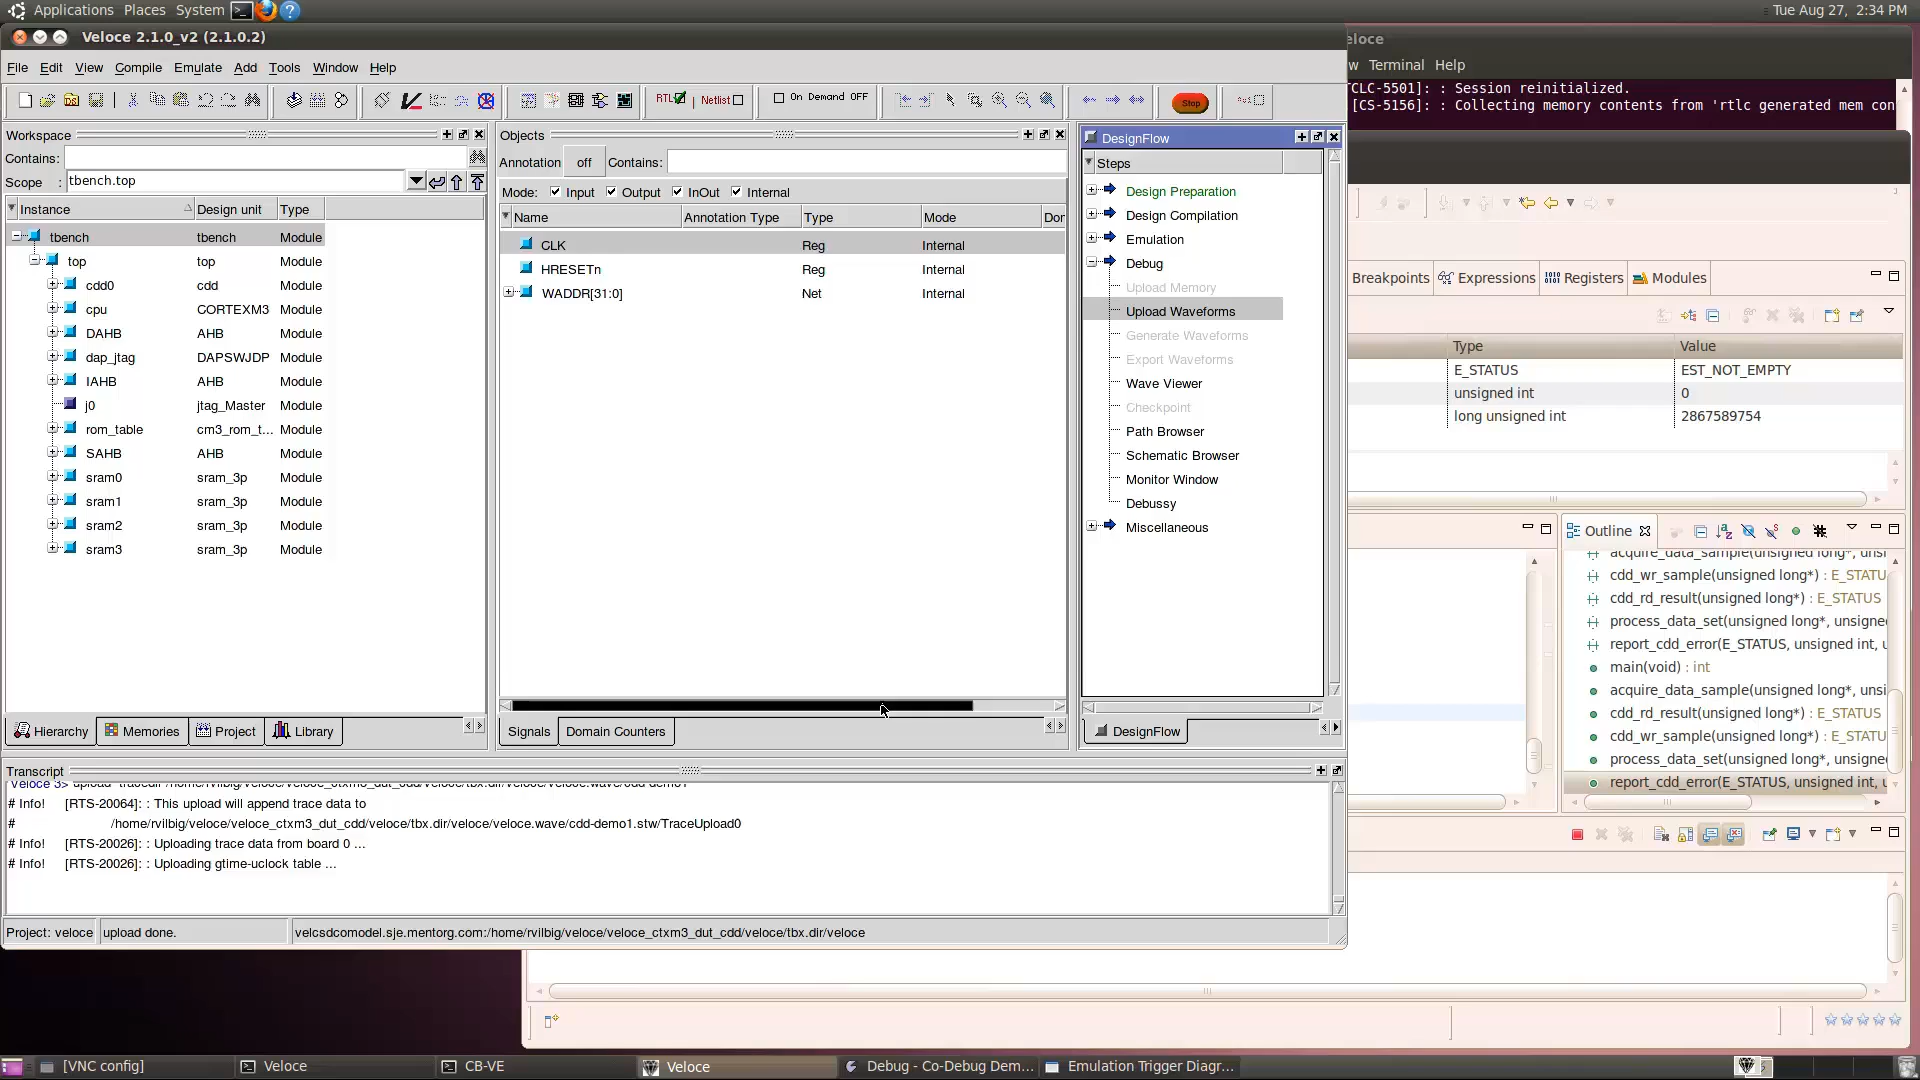 Applications Places System
Tue Aug 27, 2:34 PM
Veloce 2.1.0_v2 (2.1.0.2)
eloce
File Edit View Compile Emulate Add Tools Window Help
w Terminal Help
CLC-5501]: : Session reinitialized.
[CS-5156]: : Collecting memory contents from 'rtlc generated mem con
RTL Netlist On Demand OFF Stop
Workspace
Contains:
Scope : tbench.top
Instance Design unit Type
tbench tbench Module
top top Module
cdd0 cdd Module
cpu CORTEXM3 Module
DAHB AHB Module
dap_jtag DAPSWJDP Module
IAHB AHB Module
j0 jtag_Master Module
rom_table cm3_rom_t... Module
SAHB AHB Module
sram0 sram_3p Module
sram1 sram_3p Module
sram2 sram_3p Module
sram3 sram_3p Module
Hierarchy Memories Project Library
Objects
Annotation off Contains:
Mode: Input Output InOut Internal
Name Annotation Type Type Mode Dor
CLK Reg Internal
HRESETn Reg Internal
WADDR[31:0] Net Internal
Signals Domain Counters
DesignFlow
Steps
Design Preparation
Design Compilation
Emulation
Debug
Upload Memory
Upload Waveforms
Generate Waveforms
Export Waveforms
Wave Viewer
Checkpoint
Path Browser
Schematic Browser
Monitor Window
Debussy
Miscellaneous
DesignFlow
Breakpoints Expressions Registers Modules
Type Value
E_STATUS EST_NOT_EMPTY
unsigned int 0
long unsigned int 2867589754
Outline
acquire_data_sample(unsigned long*, unsi
cdd_wr_sample(unsigned long*) : E_STATU
cdd_rd_result(unsigned long*) : E_STATUS
process_data_set(unsigned long*, unsigne
report_cdd_error(E_STATUS, unsigned int, u
main(void) : int
acquire_data_sample(unsigned long*, unsi
cdd_rd_result(unsigned long*) : E_STATUS
cdd_wr_sample(unsigned long*) : E_STATU
process_data_set(unsigned long*, unsigne
report_cdd_error(E_STATUS, unsigned int, u
Transcript
# Info! [RTS-20064]: : This upload will append trace data to
# /home/rvilbig/veloce/veloce_ctxm3_dut_cdd/veloce/tbx.dir/veloce/veloce.wave/cdd-demo1.stw/TraceUpload0
# Info! [RTS-20026]: : Uploading trace data from board 0 ...
# Info! [RTS-20026]: : Uploading gtime-uclock table ...
Project: veloce upload done. velcsdcomodel.sje.mentorg.com:/home/rvilbig/veloce/veloce_ctxm3_dut_cdd/veloce/tbx.dir/veloce
[VNC config] Veloce CB-VE Veloce Debug - Co-Debug Dem... Emulation Trigger Diagr...